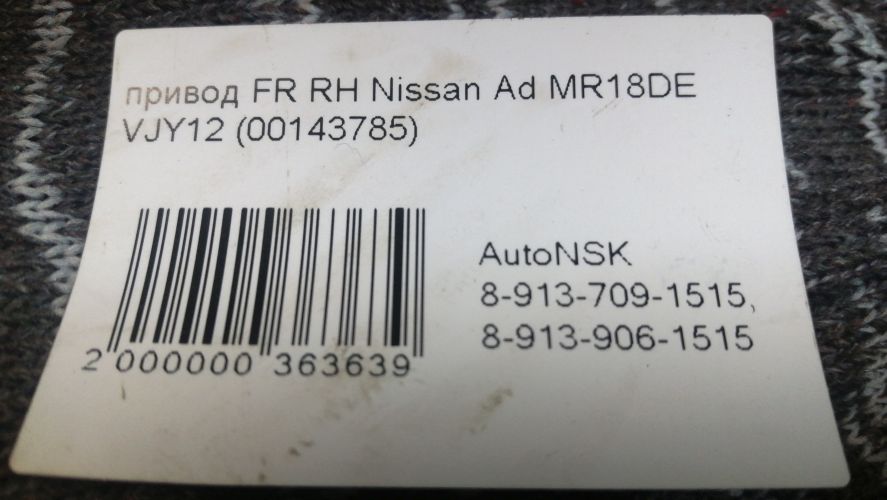 привод FR RH Nissan Ad MR18DE
VJY12 (00143785)
AutoNSK
8-913-709-1515,
8-913-906-1515
2 000000 363639